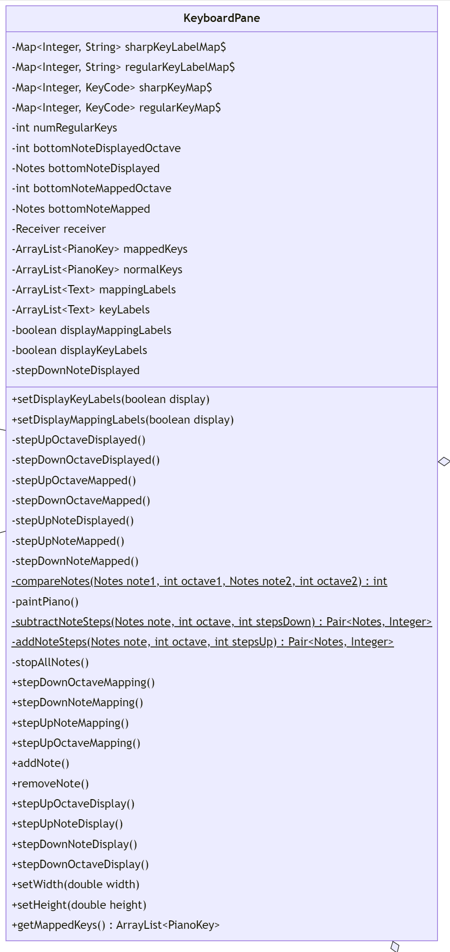 KeyboardPane
-Map<Integer, String> sharpKeyLabelMap$
-Map<Integer, String> regularKeyLabelMap$
-Map<Integer, KeyCode> sharpKeyMap$
-Map<Integer, KeyCode> regularKeyMap$
-int numRegularKeys
-int bottomNoteDisplayedOctave
-Notes bottomNoteDisplayed
-int bottomNoteMappedOctave
-Notes bottomNoteMapped
-Receiver receiver
-ArrayList<PianoKey> mappedKeys
-ArrayList<PianoKey> normalKeys
-ArrayList<Text> mappingLabels
-ArrayList<Text> keyLabels
-boolean displayMappingLabels
-boolean displayKeyLabels
-stepDownNoteDisplayed
+setDisplayKeyLabels(boolean display)
+setDisplayMappingLabels(boolean display)
-stepUpOctaveDisplayed()
-stepDownOctaveDisplayed()
-stepUpOctaveMapped()
-stepDownOctaveMapped()
-stepUpNoteDisplayed()
-stepUpNoteMapped()
-stepDownNoteMapped()
-compareNotes(Notes note1, int octave1, Notes note2, int octave2) : int
-paintPiano()
-subtractNoteSteps(Notes note, int octave, int stepsDown) : Pair<Notes, Integer>
-addNoteSteps(Notes note, int octave, int stepsUp) : Pair<Notes, Integer>
-stopAllNotes()
+stepDownOctaveMapping()
+stepDownNoteMapping()
+stepUpNoteMapping()
+stepUpOctaveMapping()
+addNote()
+removeNote()
+stepUpOctaveDisplay()
+stepUpNoteDisplay()
+stepDownNoteDisplay()
+stepDownOctaveDisplay()
+setWidth(double width)
+setHeight(double height)
+getMappedKeys() : ArrayList<PianoKey>